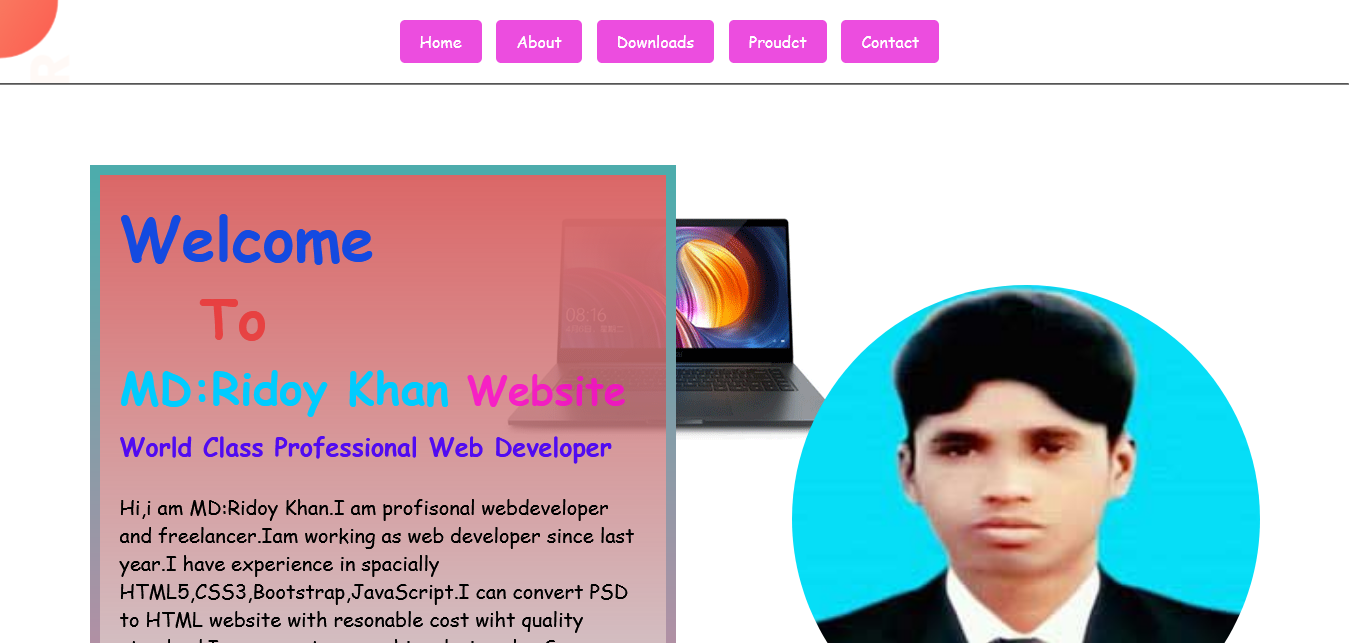 R
Home About Downloads Proudct Contact
Welcome
To
MD:Ridoy Khan Website
World Class Professional Web Developer
08:16
Hi,i am MD:Ridoy Khan.I am profisonal webdeveloper
and freelancer.Iam working as web developer since last
year.I have experience in spacially
HTML5,CSS3,Bootstrap,JavaScript.I can convert PSD
to HTML website with resonable cost wiht quality